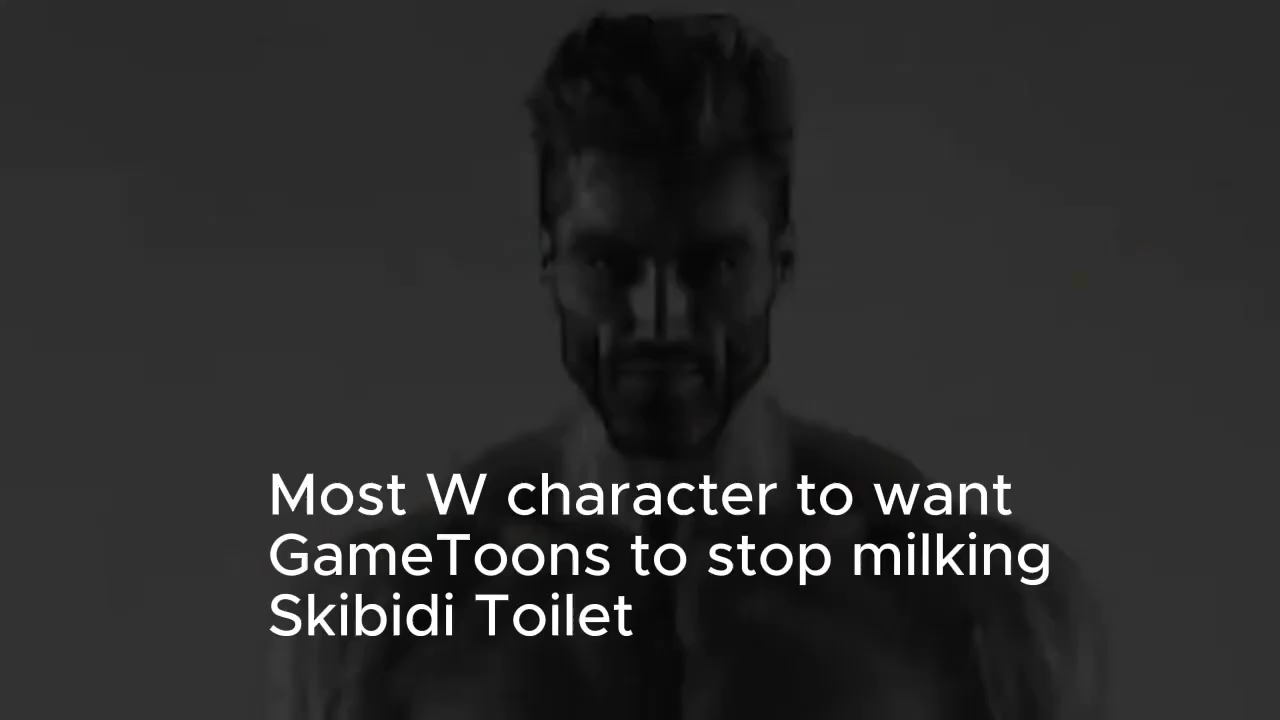 Most W character to want
GameToons to stop milking
Skibidi Toilet